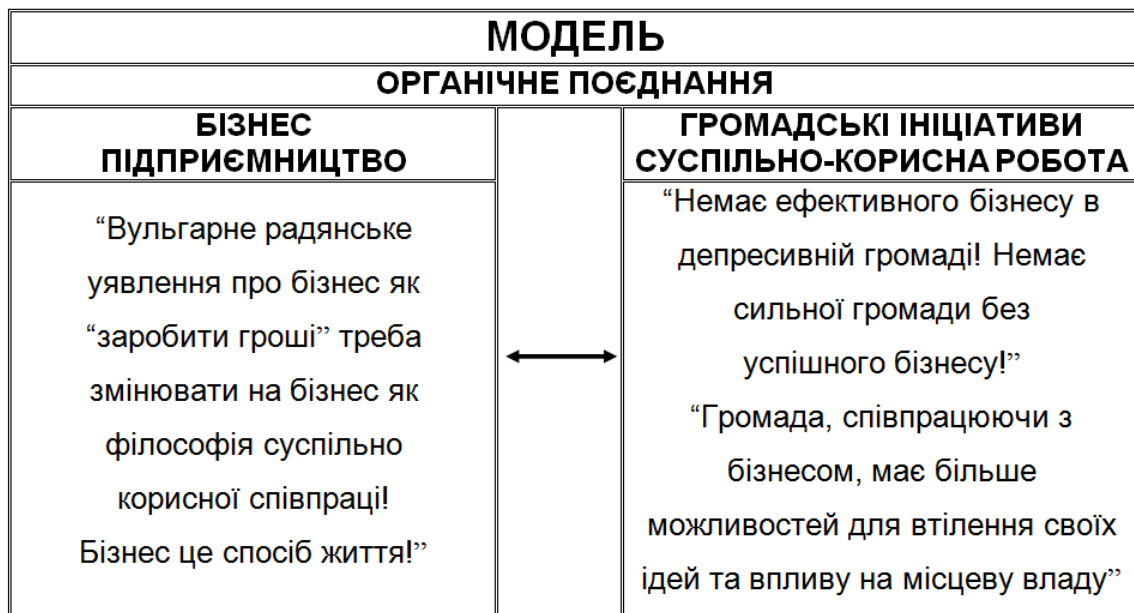 МОДЕЛЬ
ОРГАНІЧНЕ ПОЄДНАННЯ
БІЗНЕС
ПІДПРИЄМНИЦТВО
“Вульгарне радянське
уявлення про бізнес як
“заробити гроші” треба
змінювати на бізнес як
філософія суспільно
корисної співпраці!
Бізнес це спосіб життя!”
ГРОМАДСЬКІ ІНІЦІАТИВИ
СУСПІЛЬНО-КОРИСНА РОБОТА
“Немає ефективного бізнесу в
депресивній громаді! Немає
сильної громади без
успішного бізнесу!”
“Громада, співпрацюючи з
бізнесом, має більше
можливостей для втілення своїх
ідей та впливу на місцеву владу”